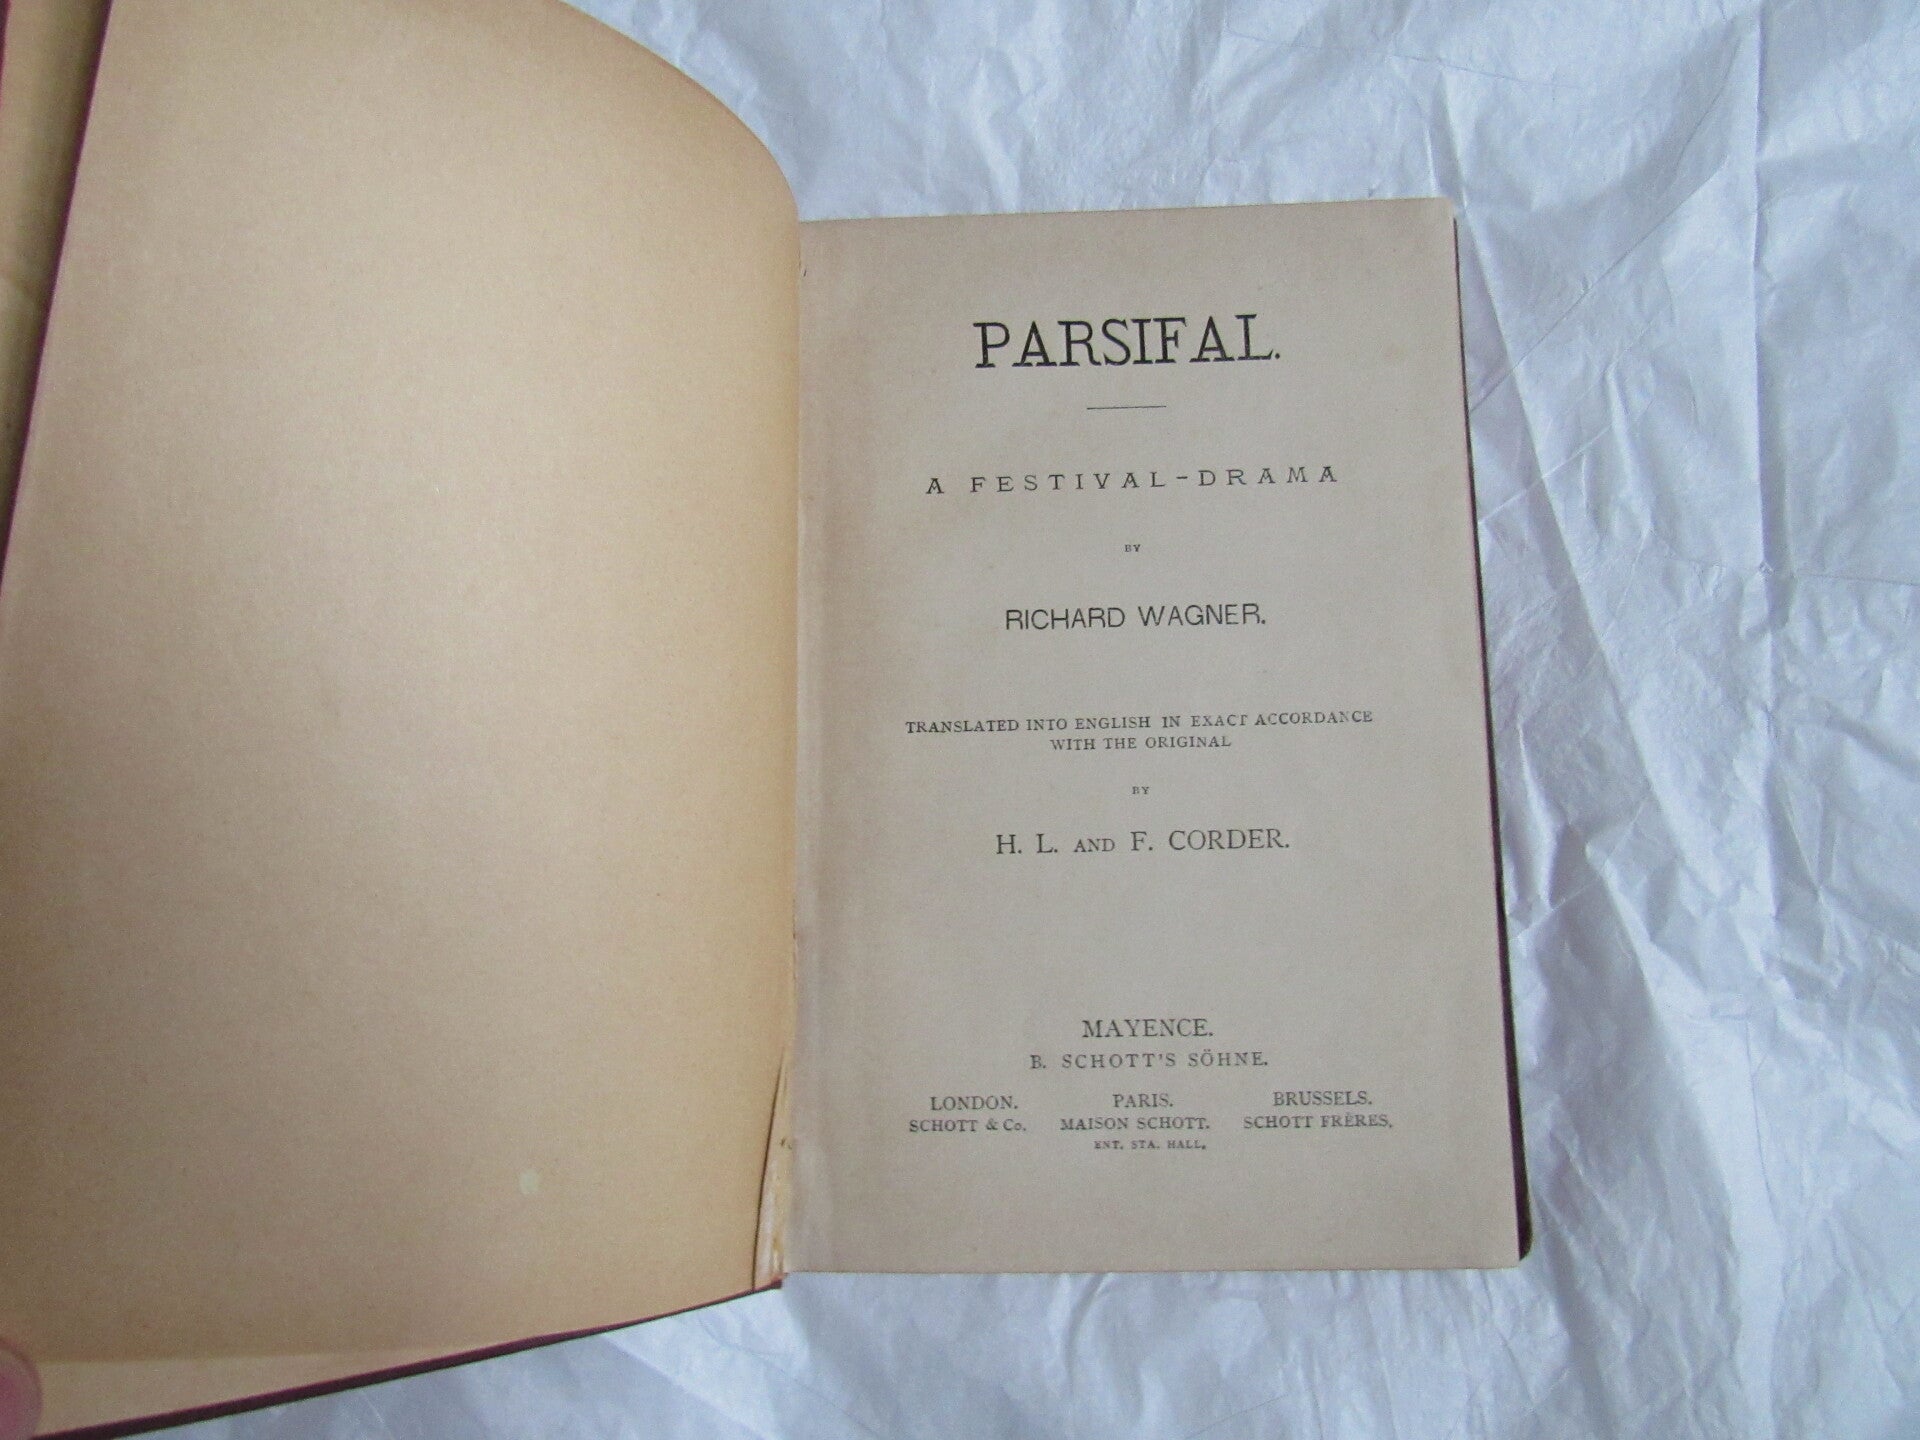 PARSIFAL.
A FESTIVAL-DRAMA
BY
RICHARD WAGNER.
TRANSLATED INTO ENGLISH IN EXACT ACCORDANCE
WITH THE ORIGINAL
BY
H. L. AND F. CORDER.
MAYENCE.
B. SCHOTT'S SÖHNE.
LONDON. PARIS. BRUSSELS.
SCHOTT & Co. MAISON SCHOTT. SCHOTT FRÈRES.
ENT. STA. HALL.